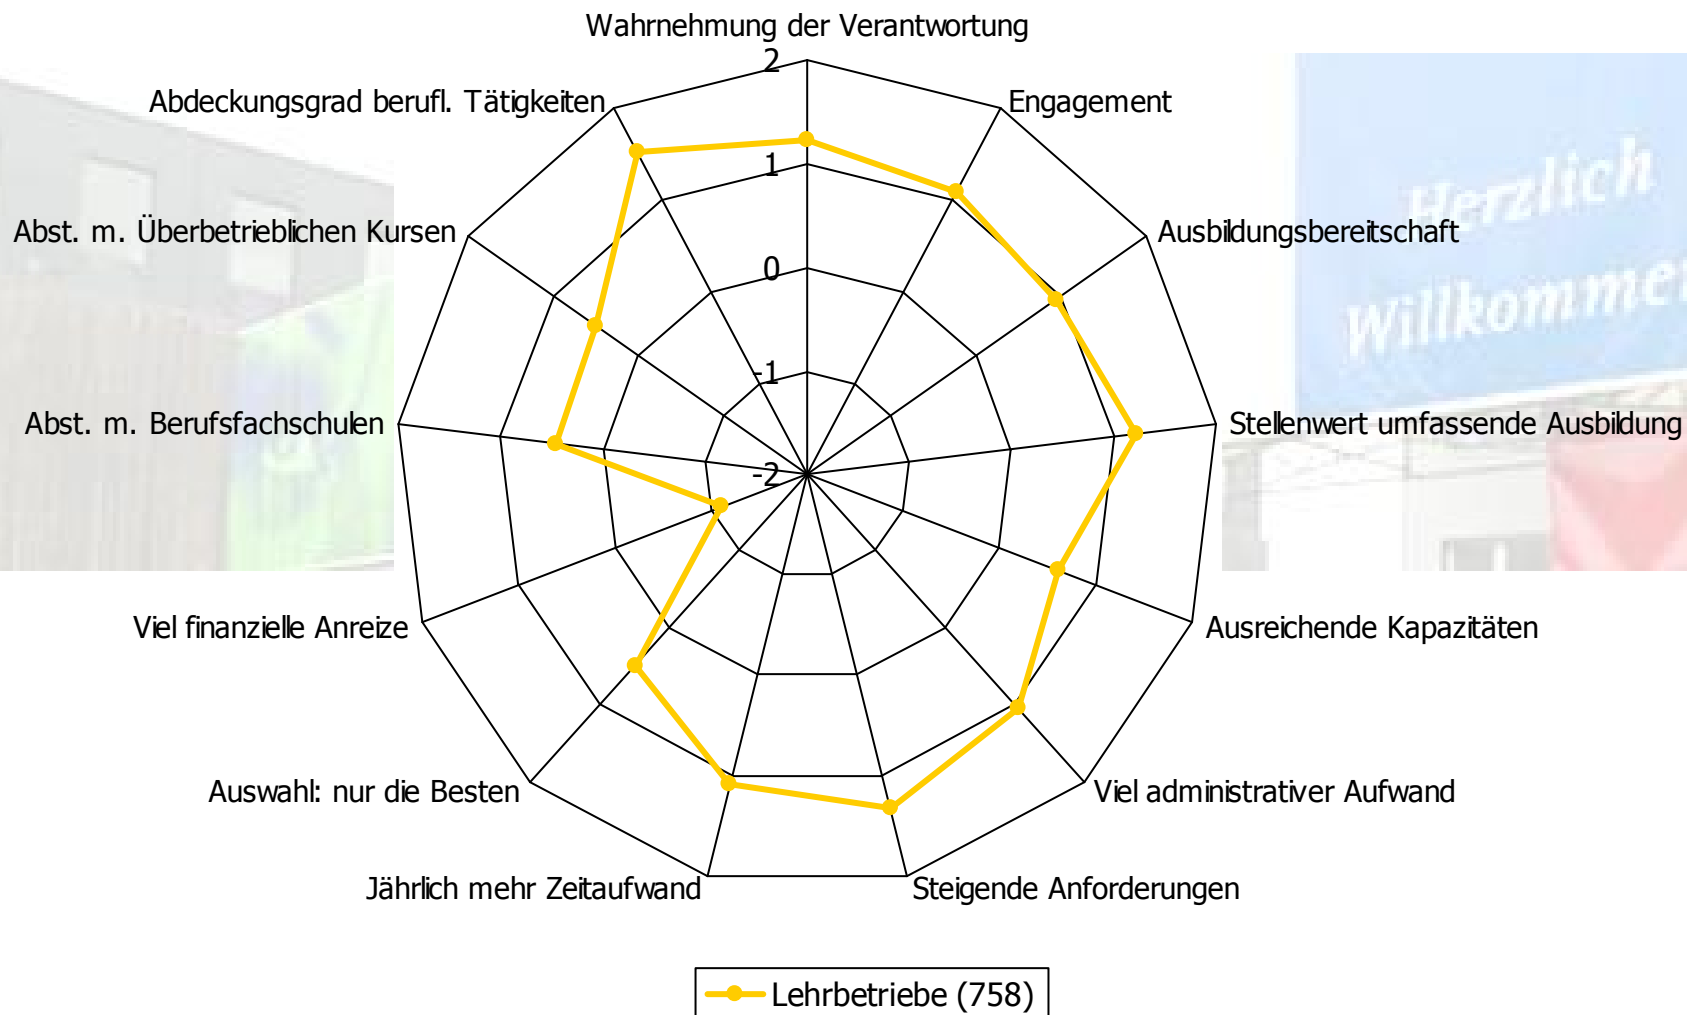 Wahrnehmung der Verantwortung
2
Abdeckungsgrad berufl. Tätigkeiten
Engagement
1
Herzlich
Willkommen
Abst. m. Überbetrieblichen Kursen
Ausbildungsbereitschaft
0
-1
Abst. m. Berufsfachschulen
Stellenwert umfassende Ausbildung
-2
Viel finanzielle Anreize
Ausreichende Kapazitäten
Auswahl: nur die Besten
Viel administrativer Aufwand
Jährlich mehr Zeitaufwand
Steigende Anforderungen
Lehrbetriebe (758)